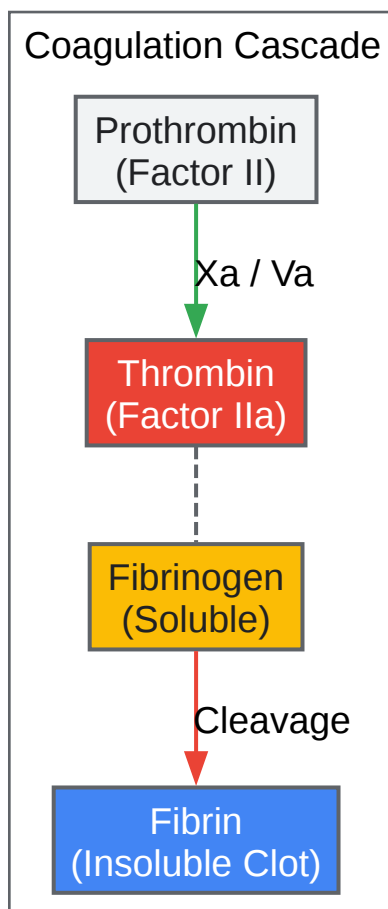 Coagulation Cascade
Prothrombin
(Factor II)
Xa / Va
Thrombin
(Factor IIa)
Fibrinogen
(Soluble)
Cleavage
Fibrin
(Insoluble Clot)